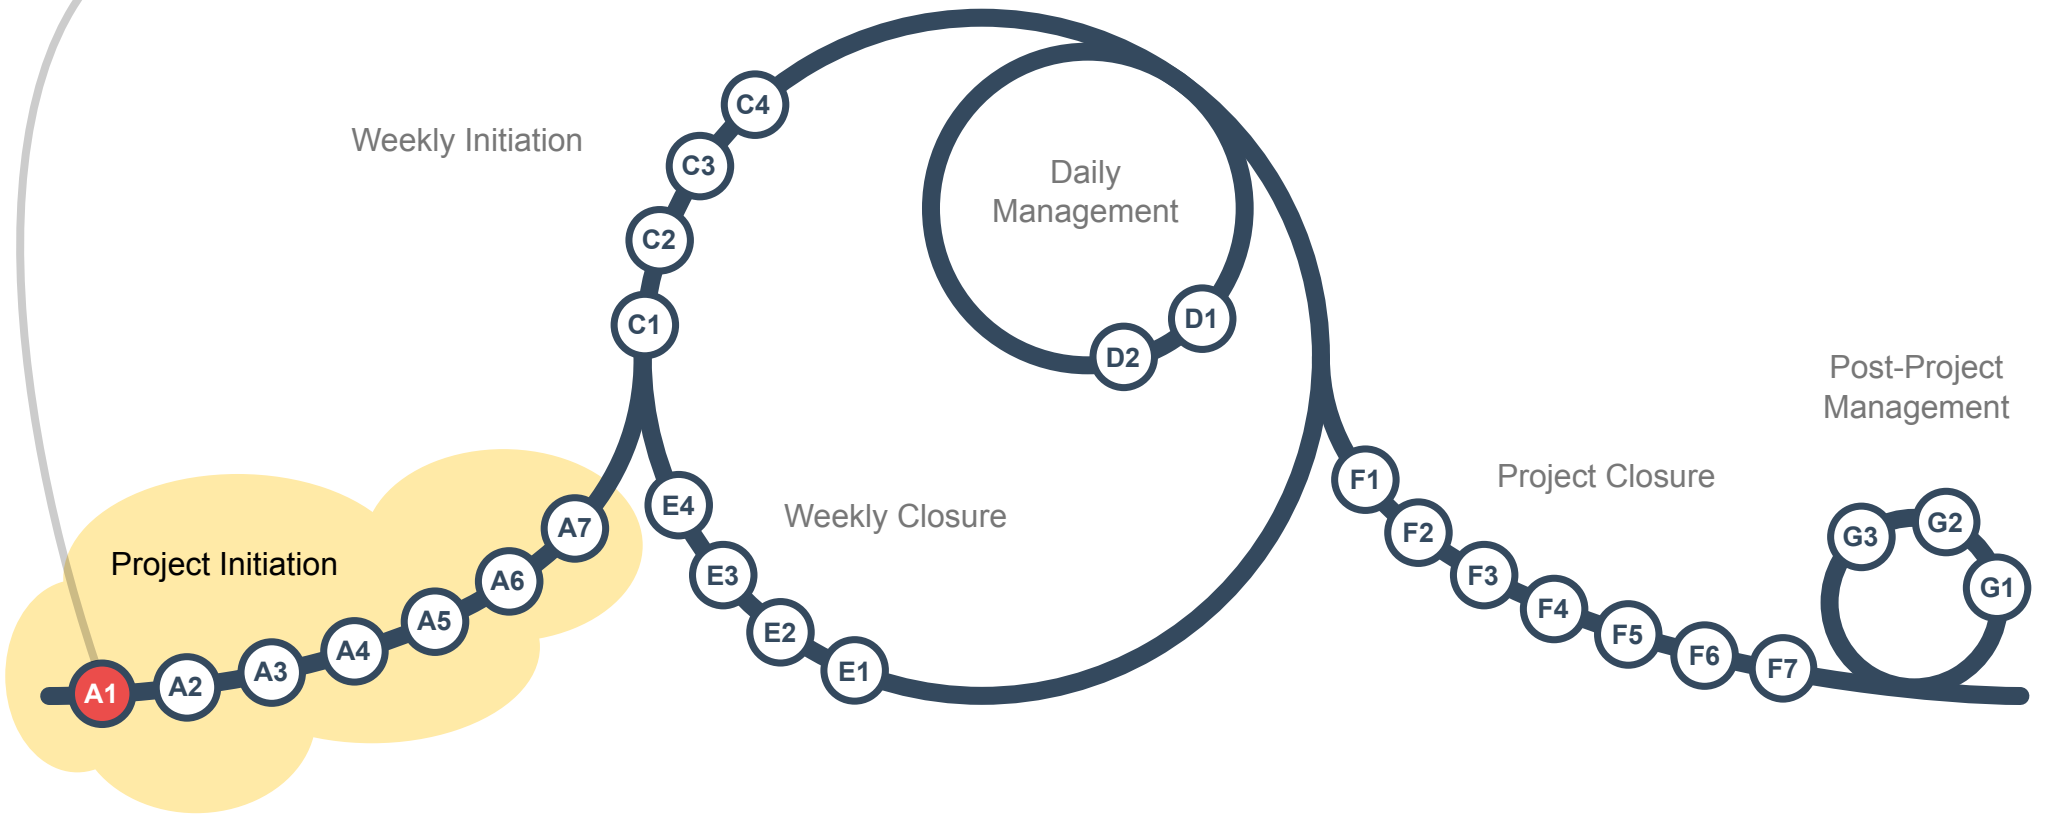 Project Initiation
A1
A2
A3
A4
A5
A6
A7
Weekly Initiation
C1
C2
C3
C4
Daily
Management
D1
D2
Weekly Closure
E1
E2
E3
E4
Project Closure
F1
F2
F3
F4
F5
F6
F7
Post-Project
Management
G1
G2
G3